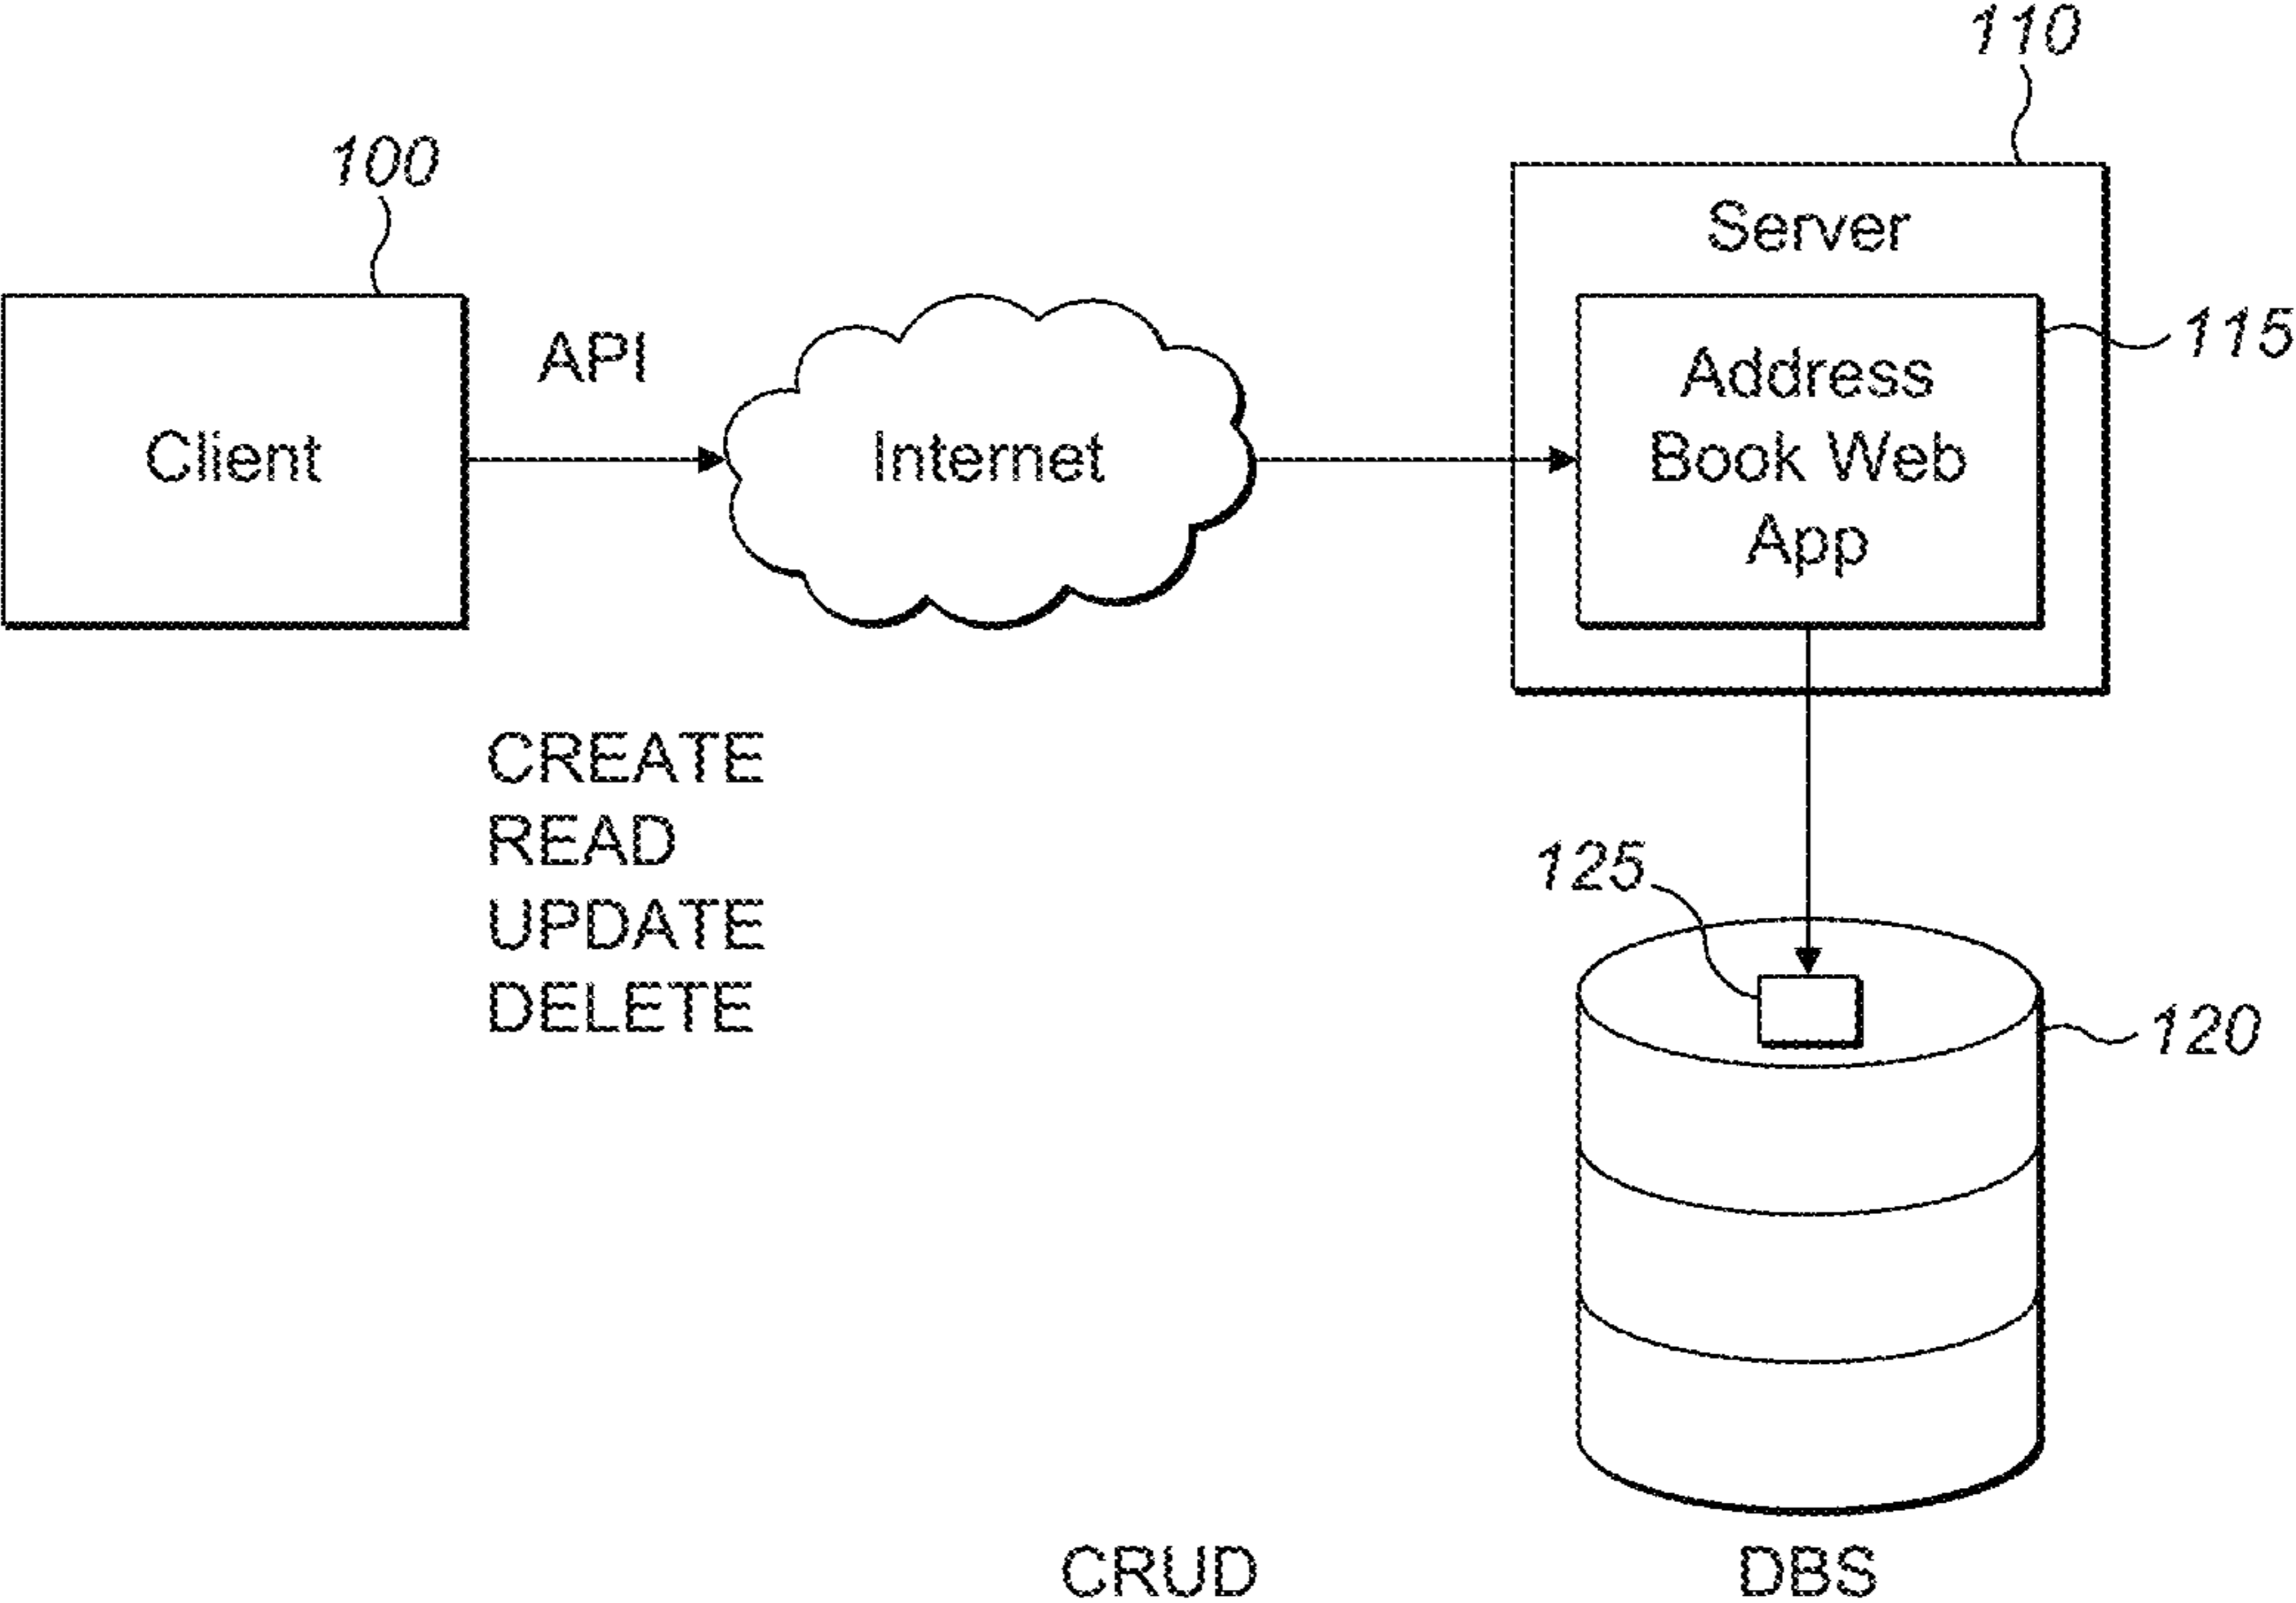 110
100
Server
API
115
Address
Book Web
App
Client
Internet
CREATE
READ
UPDATE
DELETE
125
120
CRUD
DBS